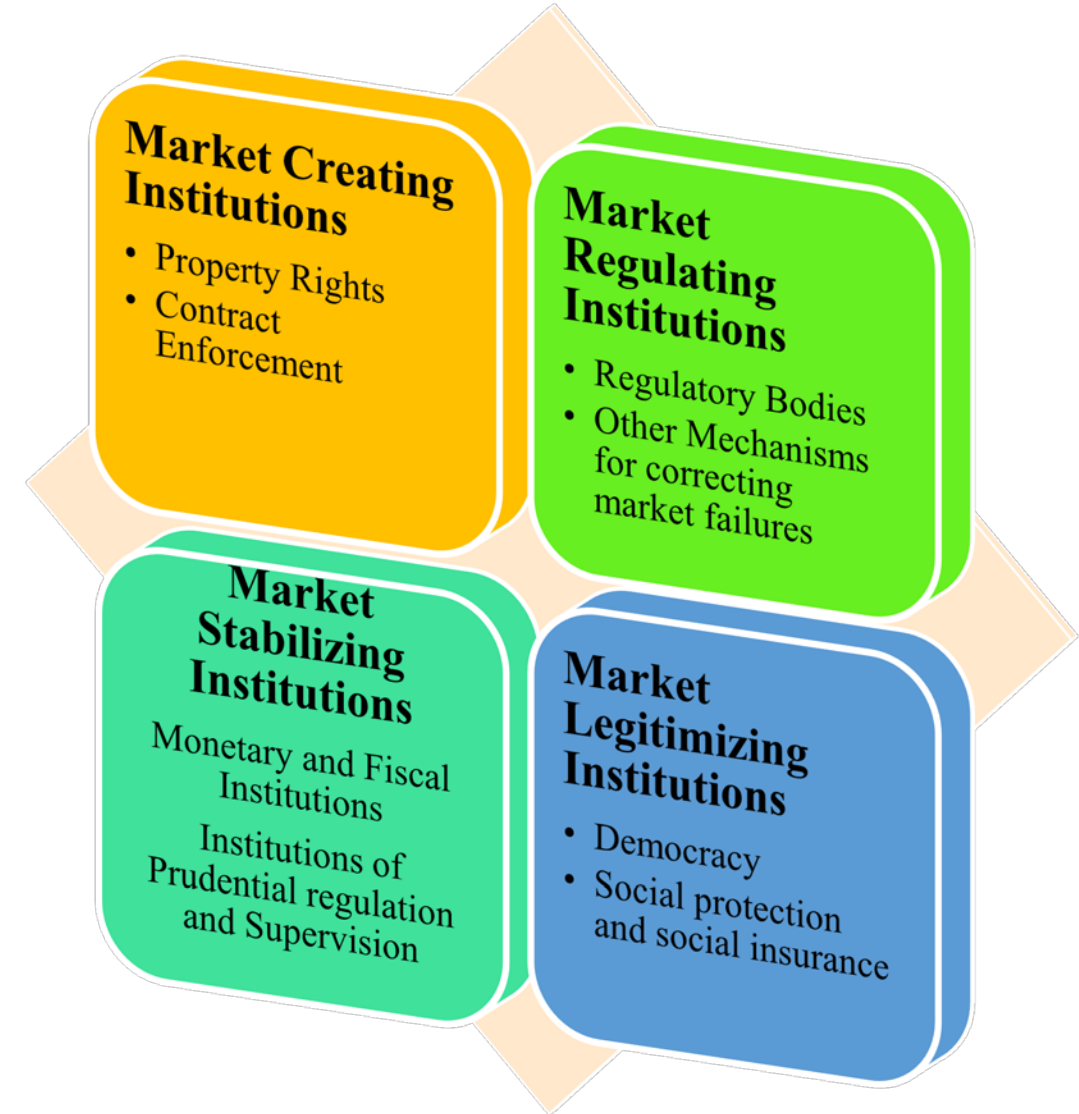 Market Creating
Institutions
• Property Rights
• Contract
Enforcement
Market
Regulating
Institutions
• Regulatory Bodies
• Other Mechanisms
for correcting
market failures
Market
Stabilizing
Institutions
Monetary and Fiscal
Institutions
Institutions of
Prudential regulation
and Supervision
Market
Legitimizing
Institutions
• Democracy
• Social protection
and social insurance